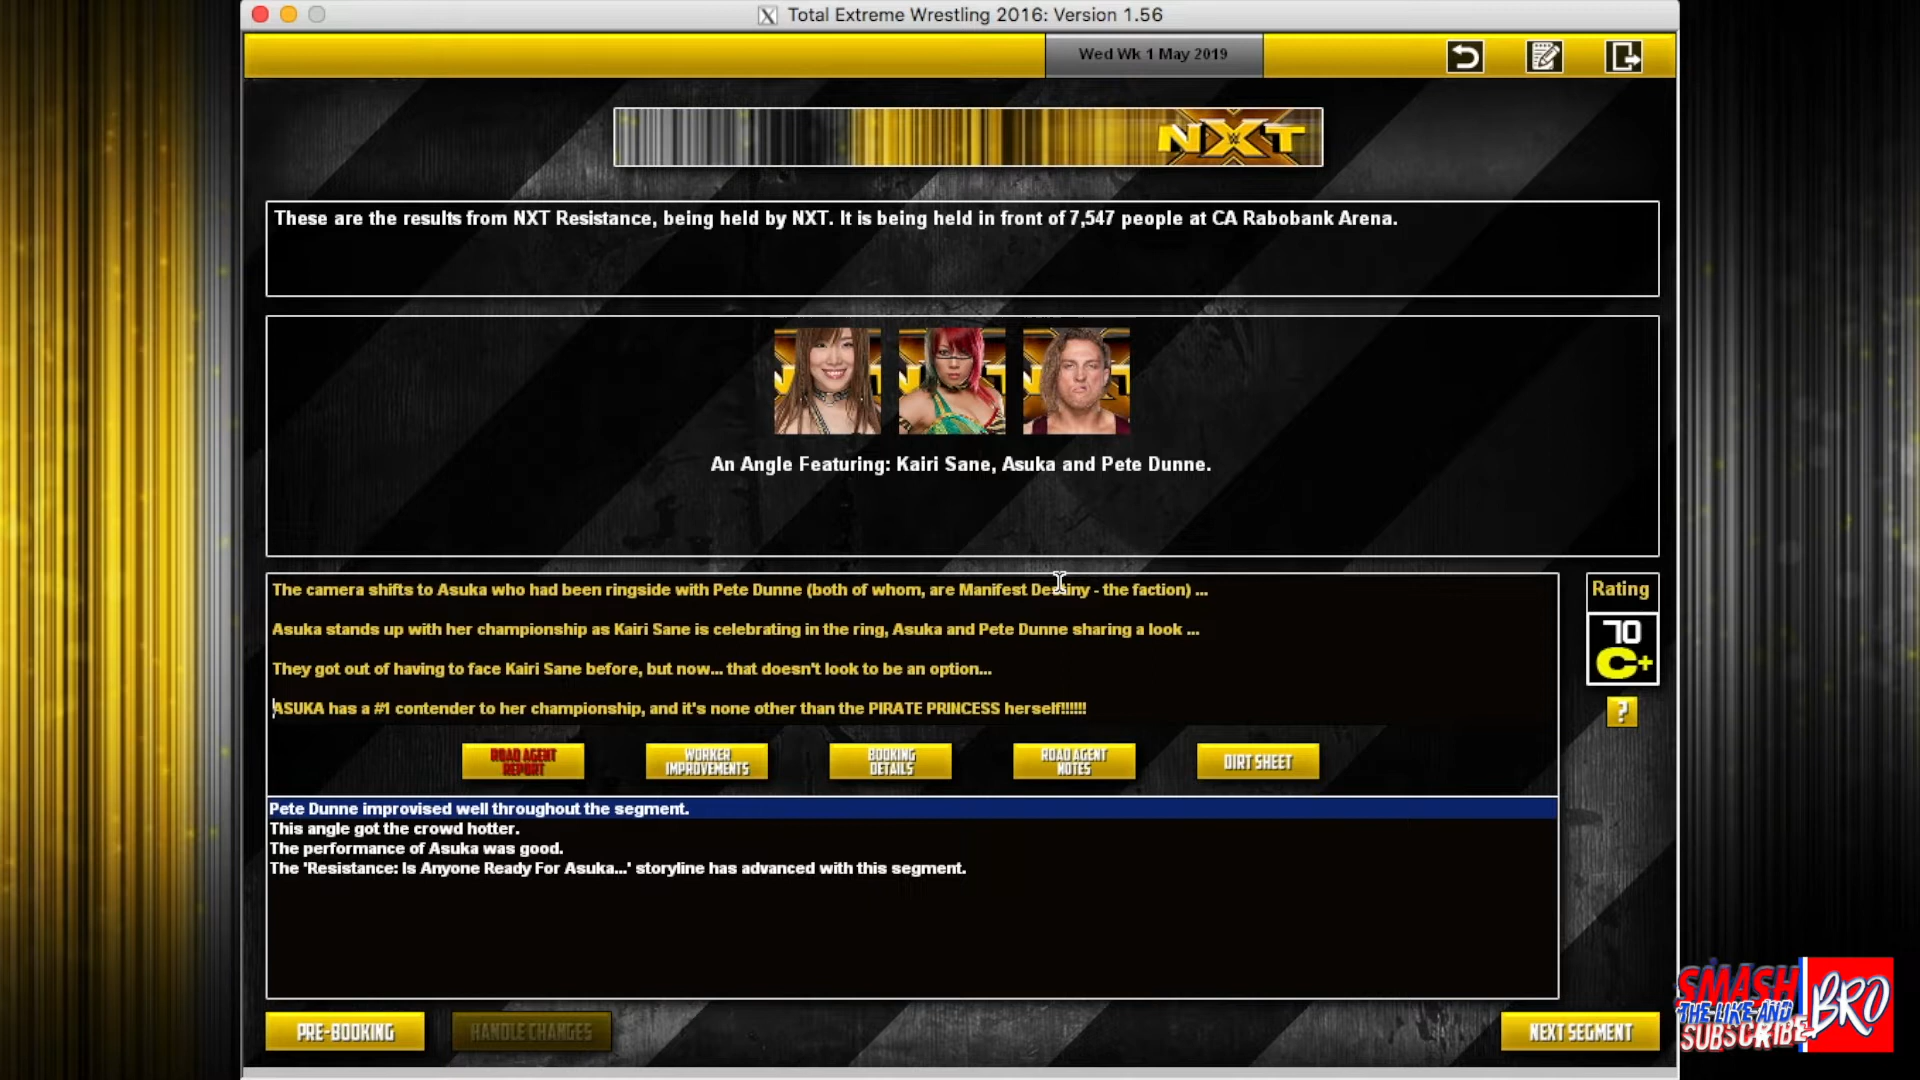 Total Extreme Wrestling 2016: Version 1.56
Wed Wk 1 May 2019
NXT
These are the results from NXT Resistance, being held by NXT. It is being held in front of 7,547 people at CA Rabobank Arena.
An Angle Featuring: Kairi Sane, Asuka and Pete Dunne.
The camera shifts to Asuka who had been ringside with Pete Dunne (both of whom, are Manifest Destiny - the faction) ...
Asuka stands up with her championship as Kairi Sane is celebrating in the ring, Asuka and Pete Dunne sharing a look ...
They got out of having to face Kairi Sane before, but now... that doesn't look to be an option...
ASUKA has a #1 contender to her championship, and it's none other than the PIRATE PRINCESS herself!!!!!!
Rating
70
C+
?
ROAD AGENT
REPORT
WORKER
IMPROVEMENTS
BOOKING
DETAILS
ROAD AGENT
NOTES
DIRT SHEET
Pete Dunne improvised well throughout the segment.
This angle got the crowd hotter.
The performance of Asuka was good.
The 'Resistance: Is Anyone Ready For Asuka...' storyline has advanced with this segment.
PRE-BOOKING
HANDLE CHANGES
NEXT SEGMENT
SMASH
THE LIKE AND
SUBSCRIBE
BRO